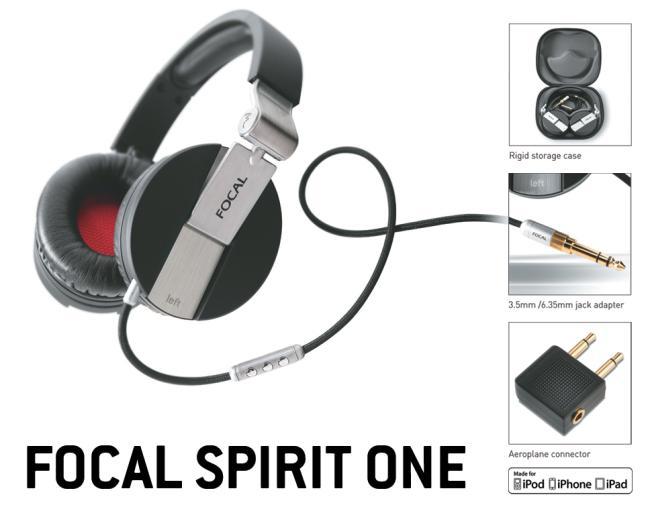 FOCAL
left
Rigid storage case
left
FOCAL
3.5mm /6.35mm jack adapter
Aeroplane connector
FOCAL SPIRIT ONE
Made for
iPod iPhone iPad